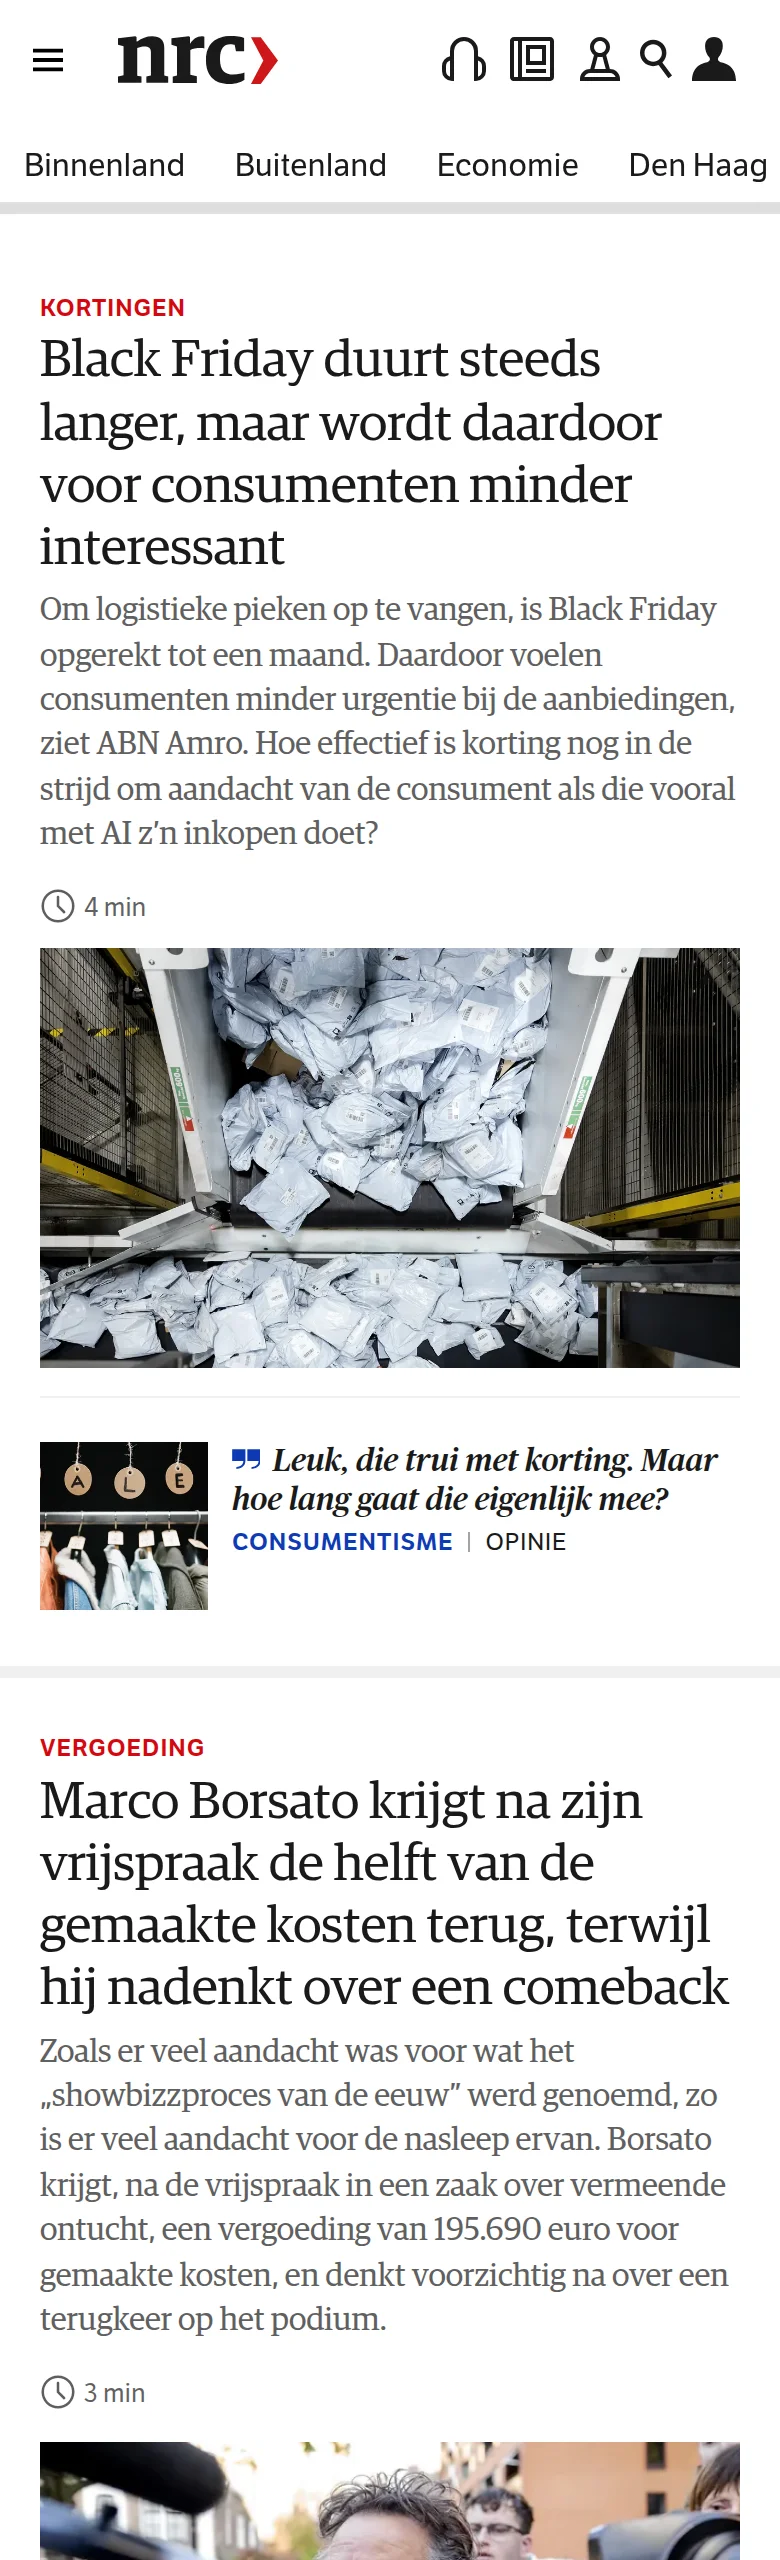 nrc
Binnenland Buitenland Economie Den Haag
KORTINGEN
Black Friday duurt steeds
langer, maar wordt daardoor
voor consumenten minder
interessant
Om logistieke pieken op te vangen, is Black Friday
opgerekt tot een maand. Daardoor voelen
consumenten minder urgentie bij de aanbiedingen,
ziet ABN Amro. Hoe effectief is korting nog in de
strijd om aandacht van de consument als die vooral
met AI z’n inkopen doet?
4 min
A L E
Leuk, die trui met korting. Maar
hoe lang gaat die eigenlijk mee?
CONSUMENTISME | OPINIE
VERGOEDING
Marco Borsato krijgt na zijn
vrijspraak de helft van de
gemaakte kosten terug, terwijl
hij nadenkt over een comeback
Zoals er veel aandacht was voor wat het
„showbizzproces van de eeuw” werd genoemd, zo
is er veel aandacht voor de nasleep ervan. Borsato
krijgt, na de vrijspraak in een zaak over vermeende
ontucht, een vergoeding van 195.690 euro voor
gemaakte kosten, en denkt voorzichtig na over een
terugkeer op het podium.
3 min